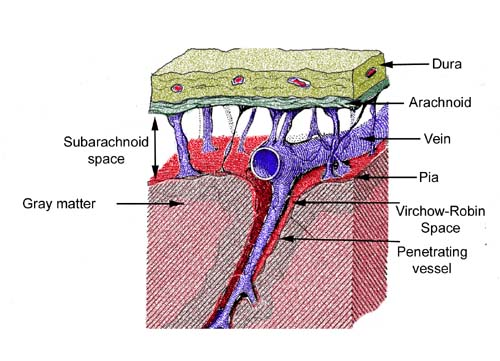 Dura
Arachnoid
Subarachnoid
space
Vein
Pia
Gray matter
Virchow-Robin
Space
Penetrating
vessel